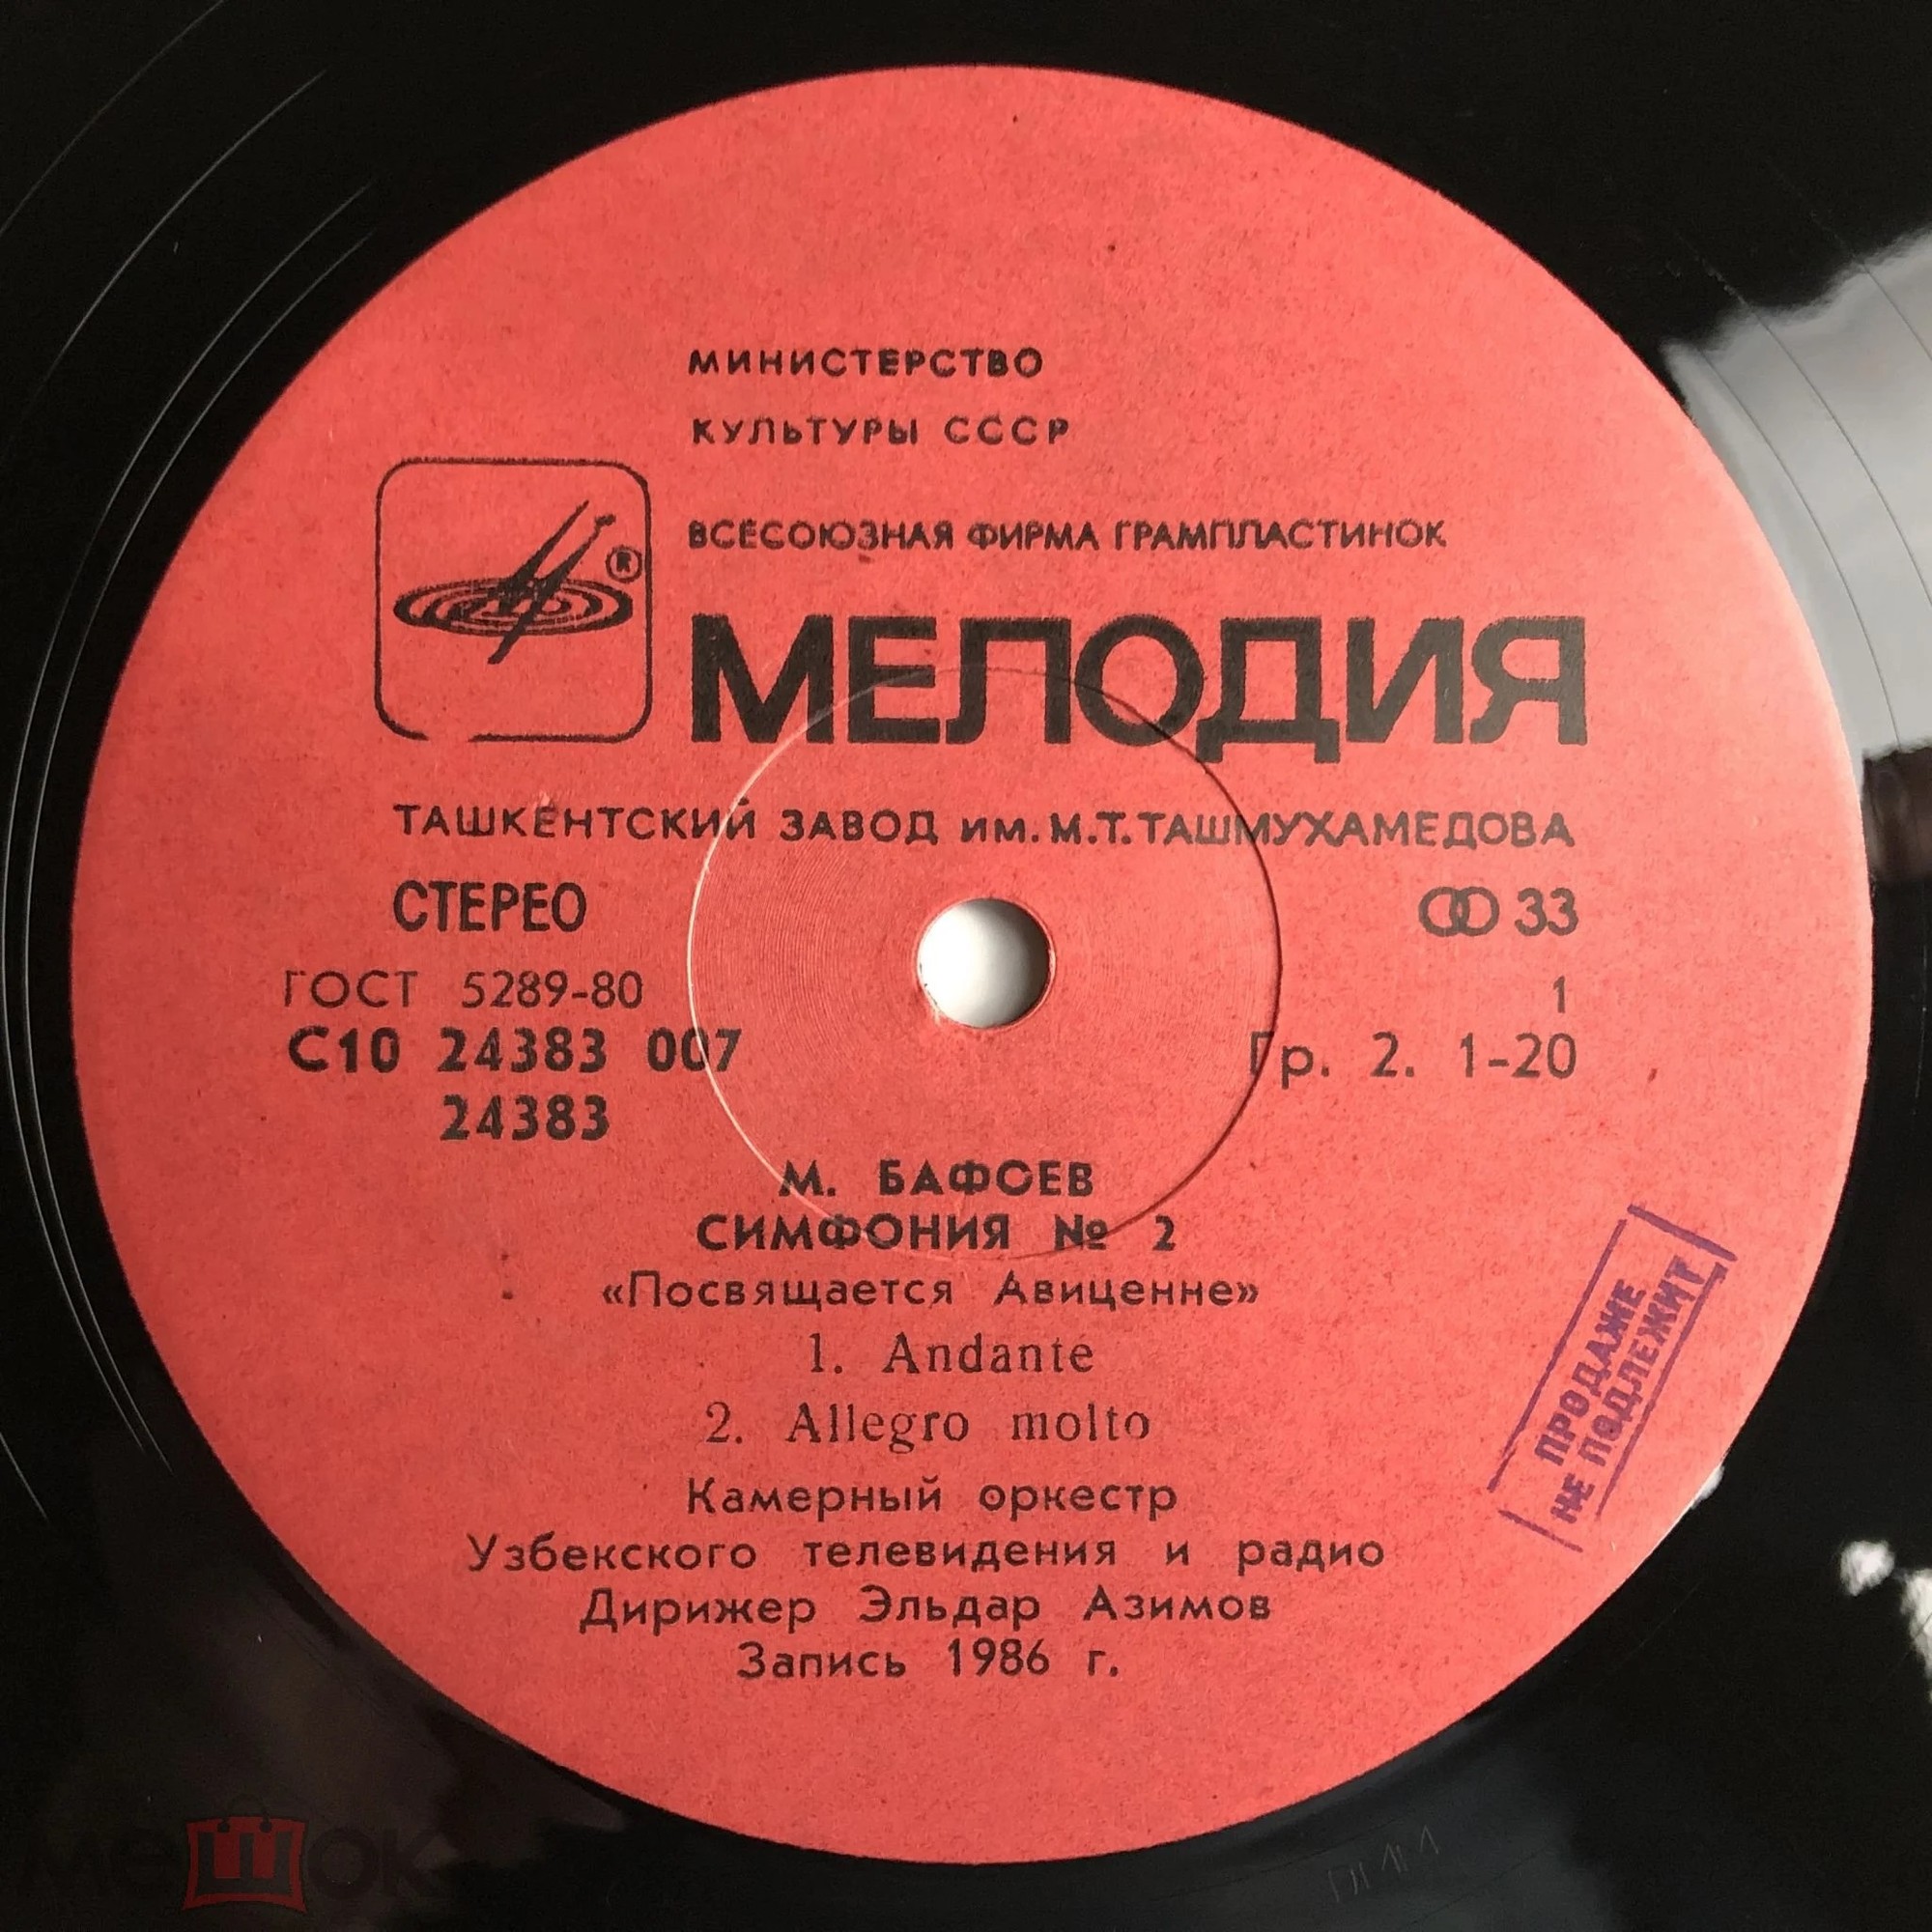 МИНИСТЕРСТВО
КУЛЬТУРЫ СССР
ВСЕСОЮЗНАЯ ФИРМА ГРАМПЛАСТИНОК
®
МЕЛОДИЯ
ТАШКЕНТСКИЙ ЗАВОД им. М.Т. ТАШМУХАМЕДОВА
СТЕРЕО 33
ГОСТ 5289-80 1
С10 24383 007 Гр. 2. 1-20
24383
М. БАФОЕВ
СИМФОНИЯ № 2
«Посвящается Авиценне»
1. Andante
2. Allegro molto
Камерный оркестр
Узбекского телевидения и радио
Дирижер Эльдар Азимов
Запись 1986 г.
ПРОДАЖЕ
НЕ ПОДЛЕЖИТ
мешок